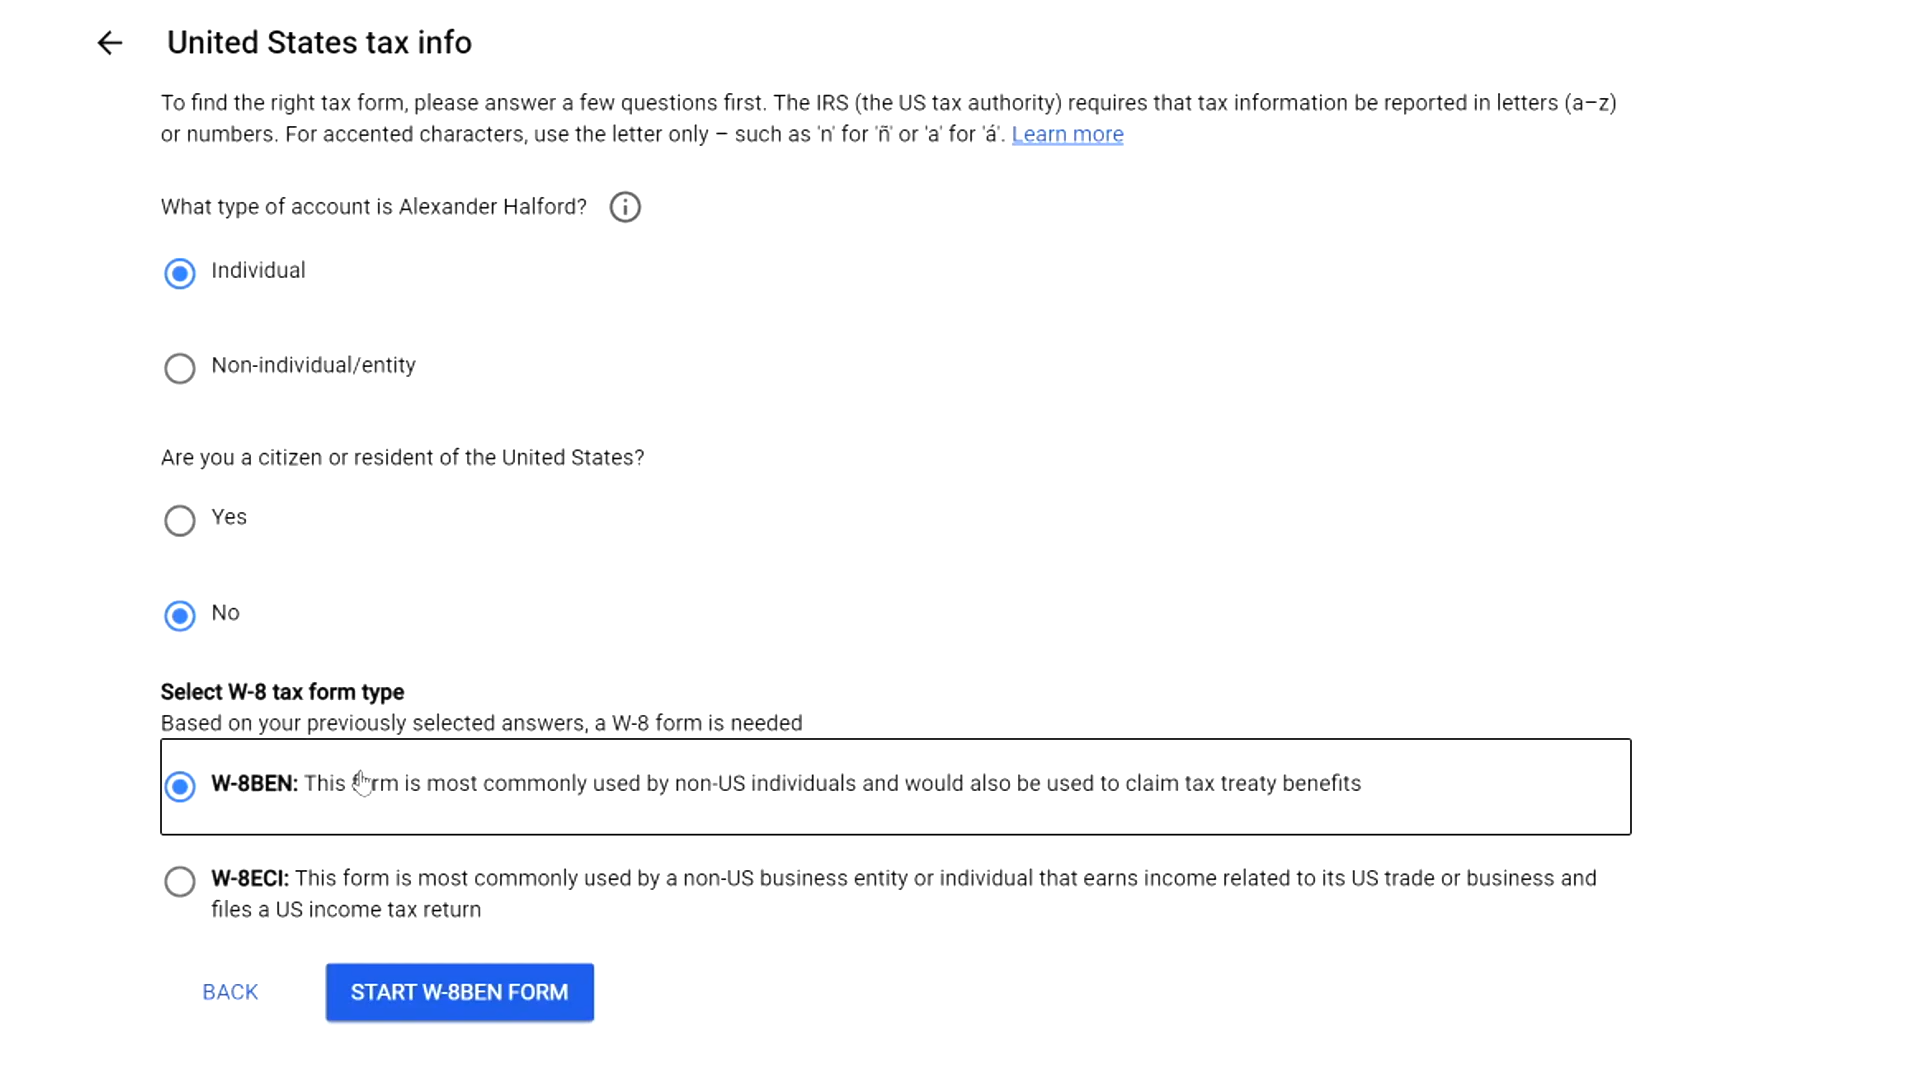 United States tax info
To find the right tax form, please answer a few questions first. The IRS (the US tax authority) requires that tax information be reported in letters (a–z)
or numbers. For accented characters, use the letter only – such as 'n' for 'ñ' or 'a' for 'á'. Learn more
What type of account is Alexander Halford?
Individual
Non-individual/entity
Are you a citizen or resident of the United States?
Yes
No
Select W-8 tax form type
Based on your previously selected answers, a W-8 form is needed
W-8BEN: This form is most commonly used by non-US individuals and would also be used to claim tax treaty benefits
W-8ECI: This form is most commonly used by a non-US business entity or individual that earns income related to its US trade or business and
files a US income tax return
BACK START W-8BEN FORM